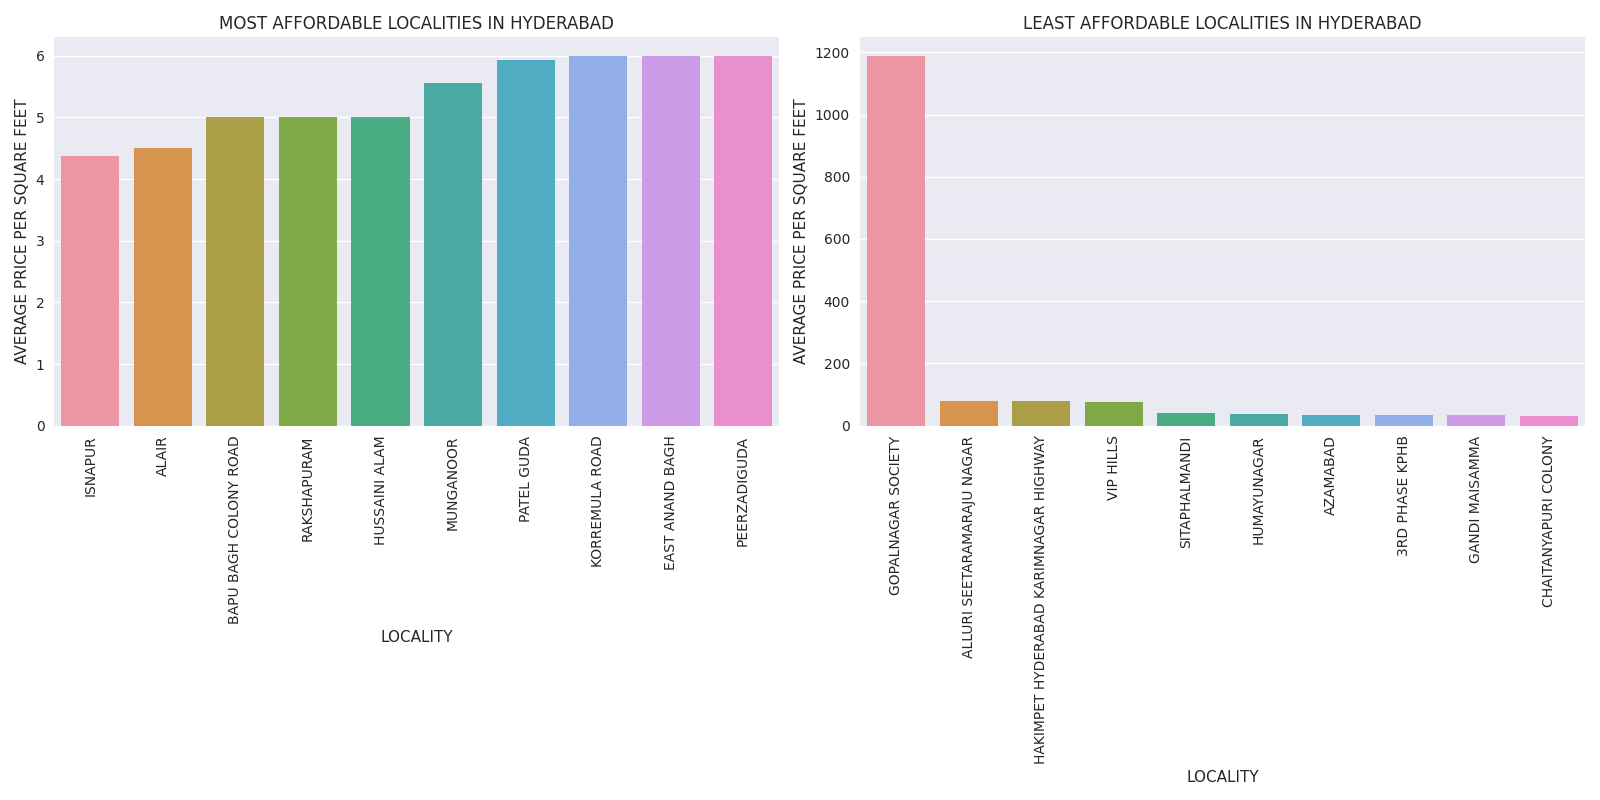 MOST AFFORDABLE LOCALITIES IN HYDERABAD
AVERAGE PRICE PER SQUARE FEET
6
5
4
3
2
1
0
ISNAPUR
ALAIR
BAPU BAGH COLONY ROAD
RAKSHAPURAM
HUSSAINI ALAM
MUNGANOOR
PATEL GUDA
KORREMULA ROAD
EAST ANAND BAGH
PEERZADIGUDA
LOCALITY
LEAST AFFORDABLE LOCALITIES IN HYDERABAD
AVERAGE PRICE PER SQUARE FEET
1200
1000
800
600
400
200
0
GOPALNAGAR SOCIETY
ALLURI SEETARAMARAJU NAGAR
HAKIMPET HYDERABAD KARIMNAGAR HIGHWAY
VIP HILLS
SITAPHALMANDI
HUMAYUNAGAR
AZAMABAD
3RD PHASE KPHB
GANDI MAISAMMA
CHAITANYAPURI COLONY
LOCALITY